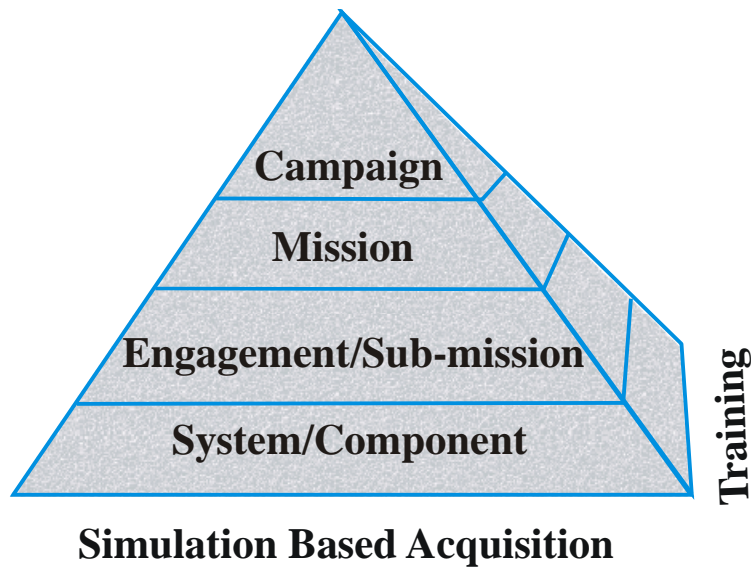 Campaign
Mission
Engagement/Sub-mission
System/Component
Training
Simulation Based Acquisition